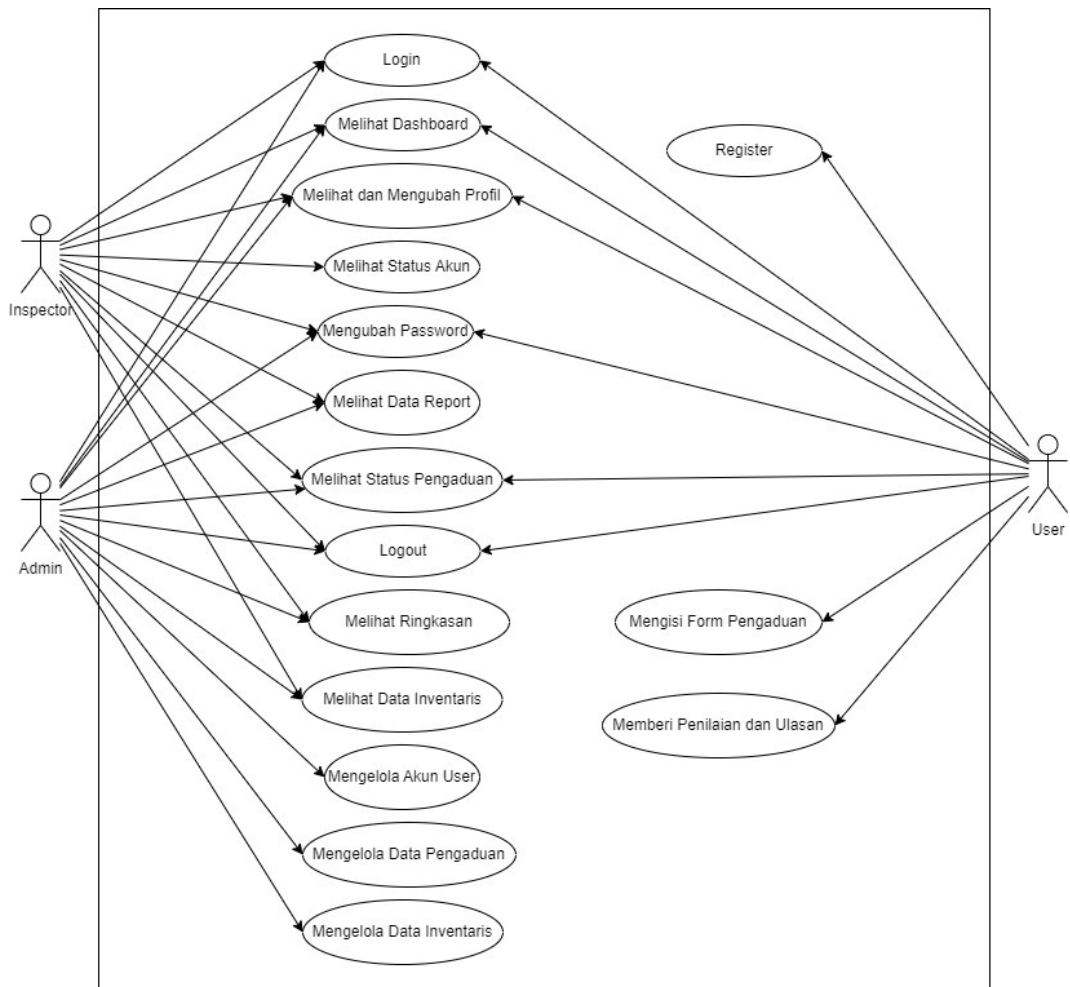 Login
Melihat Dashboard
Register
Melihat dan Mengubah Profil
Inspector
Melihat Status Akun
Mengubah Password
Melihat Data Report
Melihat Status Pengaduan
User
Logout
Admin
Melihat Ringkasan
Mengisi Form Pengaduan
Melihat Data Inventaris
Memberi Penilaian dan Ulasan
Mengelola Akun User
Mengelola Data Pengaduan
Mengelola Data Inventaris